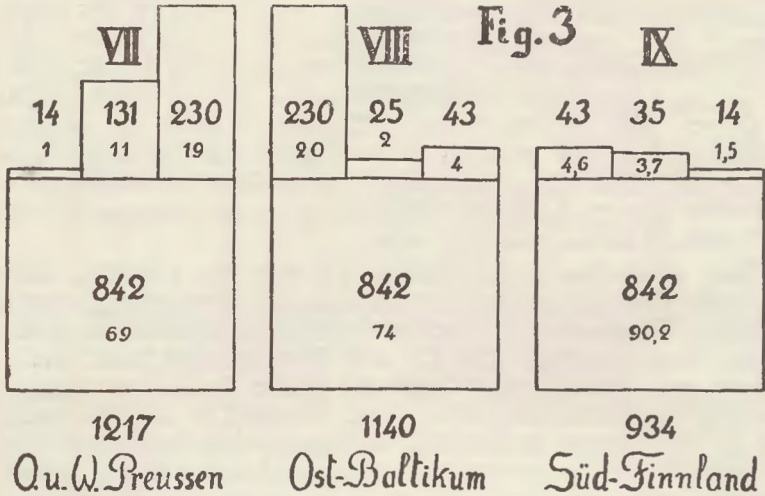 Fig. 3
VII VIII IX
14 131 230 230 25 43 43 35 14
1 11 19 20 2 4 4,6 3,7 1,5
842 842 842
69 74 90,2
1217 1140 934
O.u.W.Preussen Ost-Baltikum Süd-Finnland